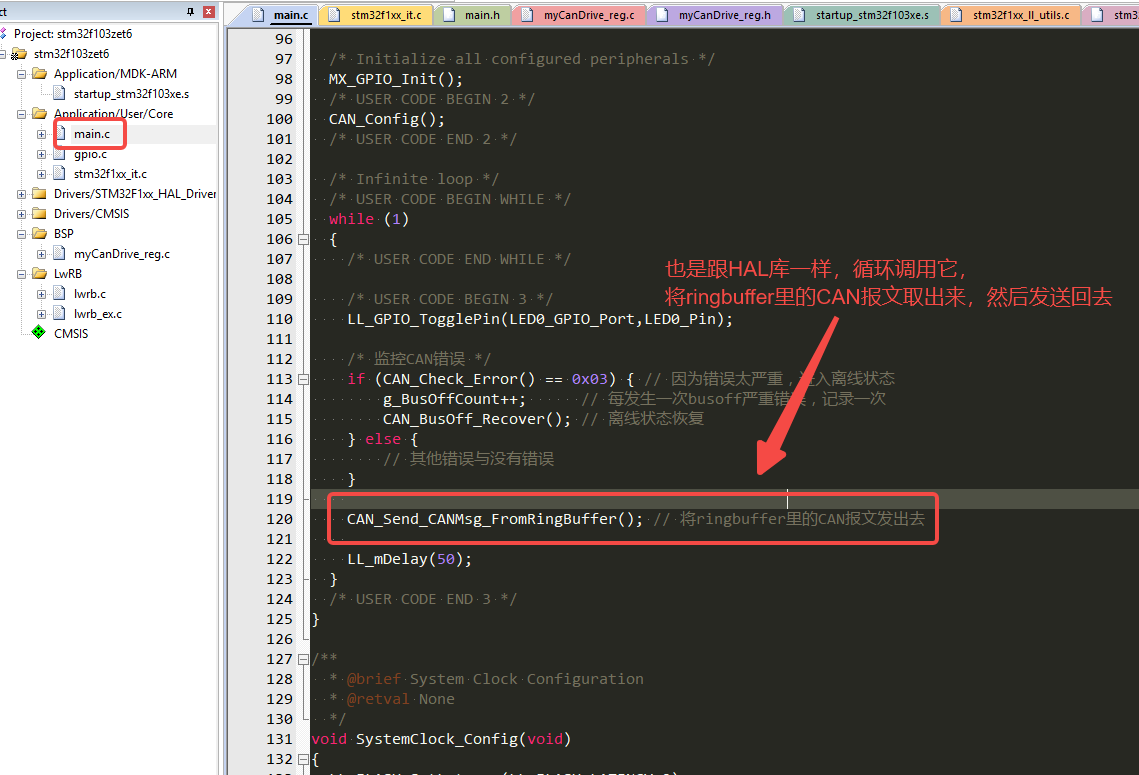 ct
Project: stm32f103zet6
stm32f103zet6
Application/MDK-ARM
startup_stm32f103xe.s
Application/User/Core
main.c
gpio.c
stm32f1xx_it.c
Drivers/STM32F1xx_HAL_Driver
Drivers/CMSIS
BSP
myCanDrive_reg.c
LwRB
lwrb.c
lwrb_ex.c
CMSIS
main.c stm32f1xx_it.c main.h myCanDrive_reg.c myCanDrive_reg.h startup_stm32f103xe.s stm32f1xx_ll_utils.c stm3
96
97 /* Initialize all configured peripherals */
98 MX_GPIO_Init();
99 /* USER CODE BEGIN 2 */
100 CAN_Config();
101 /* USER CODE END 2 */
102
103 /* Infinite loop */
104 /* USER CODE BEGIN WHILE */
105 while (1)
106 {
107 /* USER CODE END WHILE */
108
109 /* USER CODE BEGIN 3 */
110 LL_GPIO_TogglePin(LED0_GPIO_Port,LED0_Pin);
111
112 /* 监控CAN错误 */
113 if (CAN_Check_Error() == 0x03) { // 因为错误太严重，进入离线状态
114 g_BusOffCount++; // 每发生一次busoff严重错误，记录一次
115 CAN_BusOff_Recover(); // 离线状态恢复
116 } else {
117 // 其他错误与没有错误
118 }
119
120 CAN_Send_CANMsg_FromRingBuffer(); // 将ringbuffer里的CAN报文发出去
121
122 LL_mDelay(50);
123 }
124 /* USER CODE END 3 */
125 }
126
127 /**
128 * @brief System Clock Configuration
129 * @retval None
130 */
131 void SystemClock_Config(void)
132 {
也是跟HAL库一样，循环调用它，
将ringbuffer里的CAN报文取出来，然后发送回去